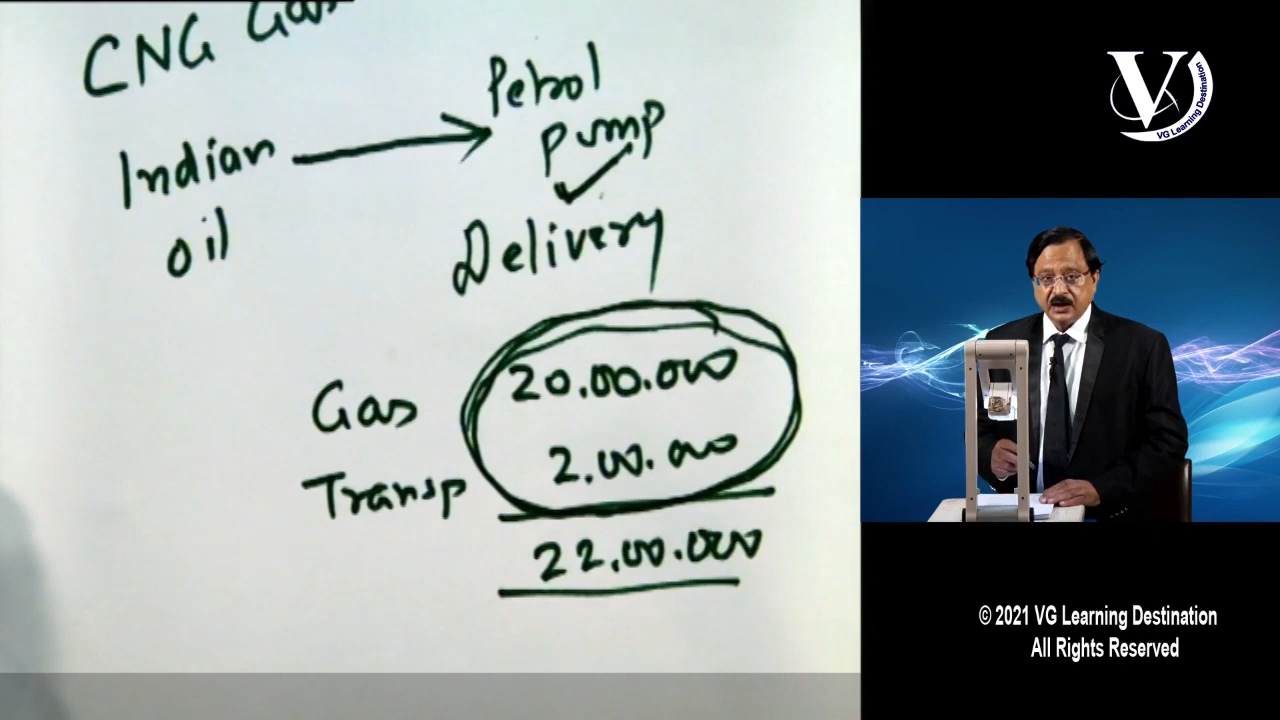 CNG Gas
Indian
oil
Petrol
pump
Delivery
Gas 20.00.000
Transp 2.00.000
22.00.000
V
VG Learning Destination
© 2021 VG Learning Destination
All Rights Reserved